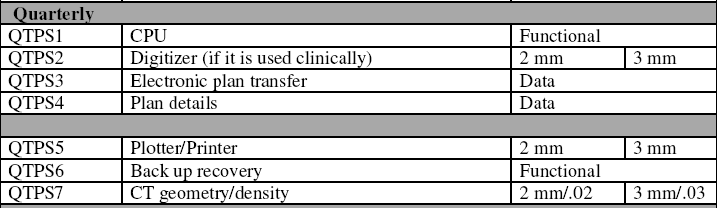 Quarterly
QTPS1 CPU Functional
QTPS2 Digitizer (if it is used clinically) 2 mm 3 mm
QTPS3 Electronic plan transfer Data
QTPS4 Plan details Data
QTPS5 Plotter/Printer 2 mm 3 mm
QTPS6 Back up recovery Functional
QTPS7 CT geometry/density 2 mm/.02 3 mm/.03